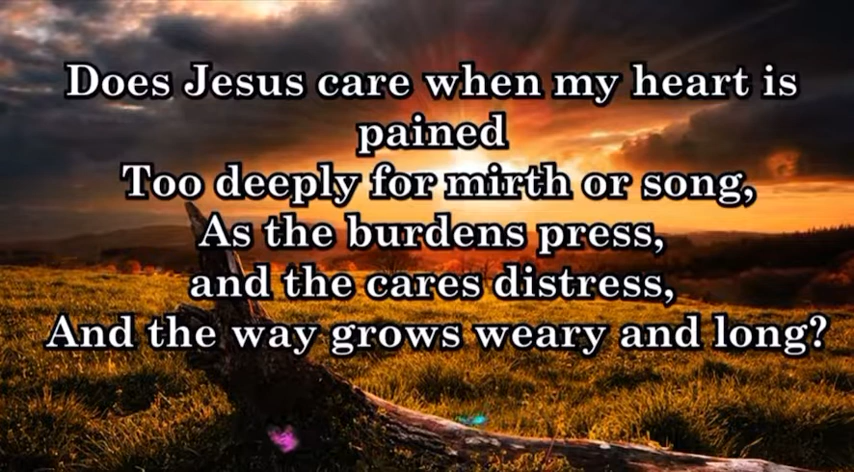 Does Jesus care when my heart is
pained
Too deeply for mirth or song,
As the burdens press,
and the cares distress,
And the way grows weary and long?